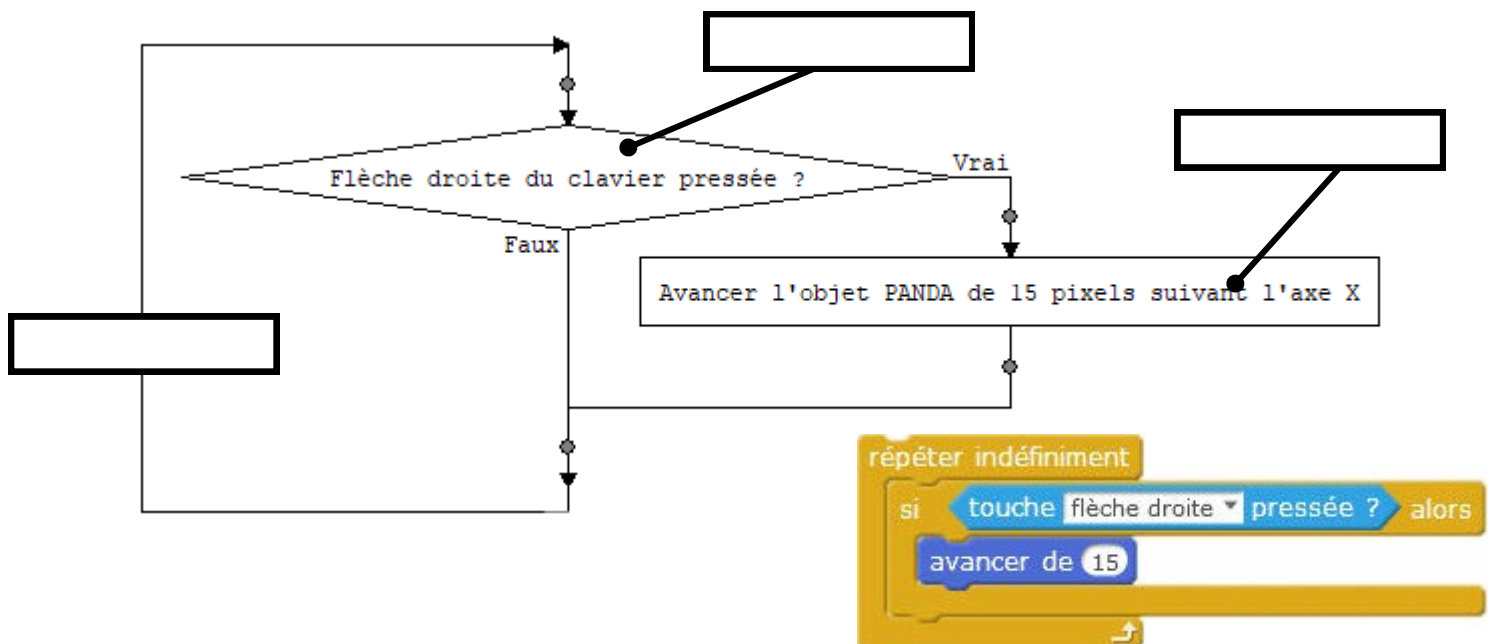 Flèche droite du clavier pressée ?
Vrai
Faux
Avancer l'objet PANDA de 15 pixels suivant l'axe X
répéter indéfiniment
si touche flèche droite pressée ? alors
avancer de 15